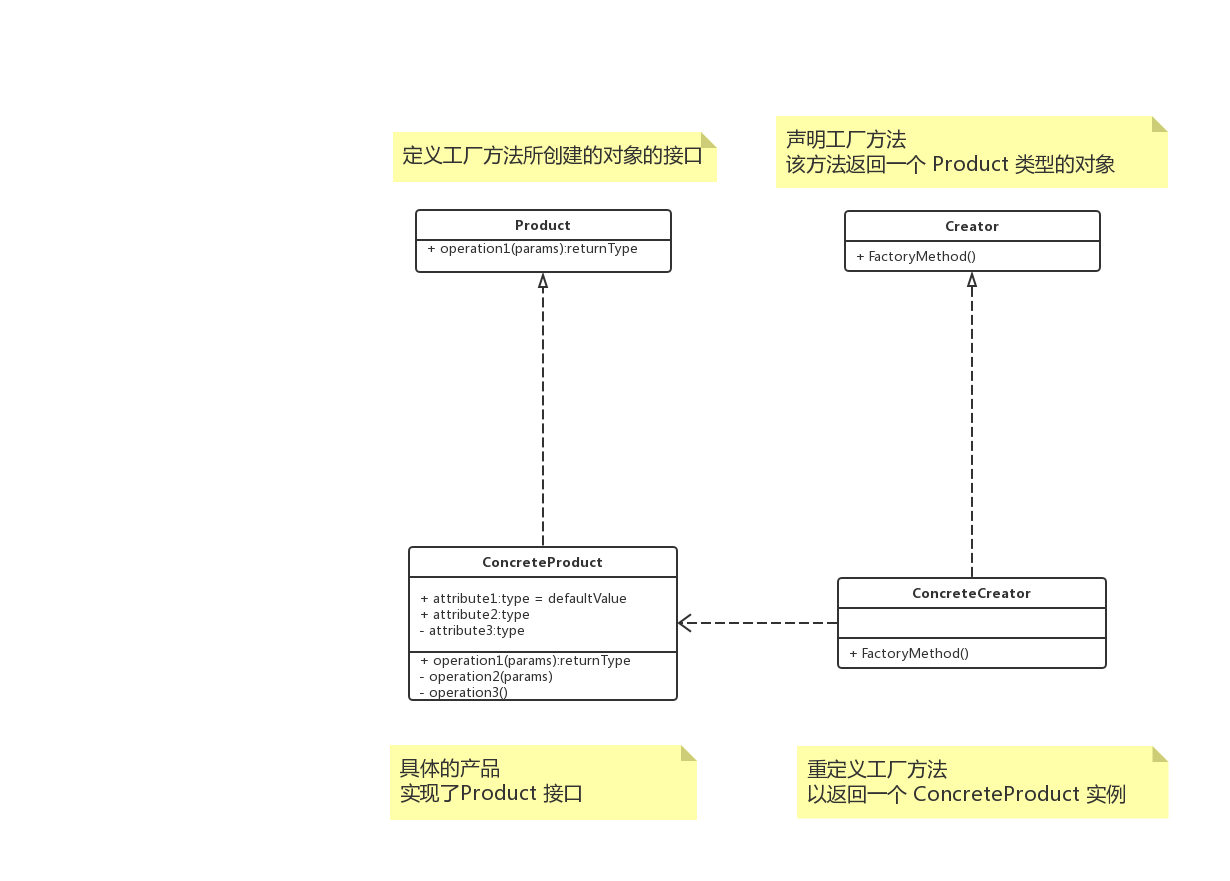 定义工厂方法所创建的对象的接口
声明工厂方法
该方法返回一个 Product 类型的对象
Product
+ operation1(params):returnType
Creator
+ FactoryMethod()
ConcreteProduct
+ attribute1:type = defaultValue
+ attribute2:type
- attribute3:type
+ operation1(params):returnType
- operation2(params)
- operation3()
ConcreteCreator
+ FactoryMethod()
具体的产品
实现了Product 接口
重定义工厂方法
以返回一个 ConcreteProduct 实例